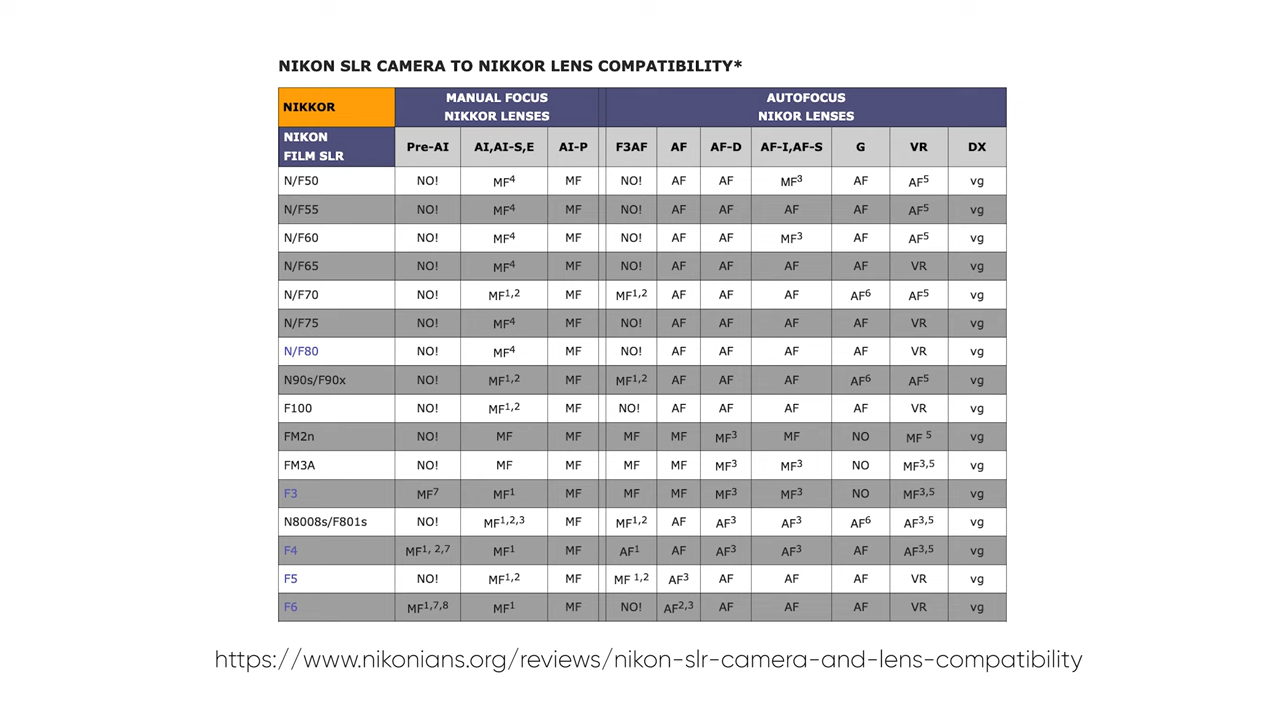 NIKON SLR CAMERA TO NIKKOR LENS COMPATIBILITY*
NIKKOR MANUAL FOCUS NIKKOR LENSES AUTOFOCUS NIKOR LENSES
NIKON FILM SLR Pre-AI AI,AI-S,E AI-P F3AF AF AF-D AF-I,AF-S G VR DX
N/F50 NO! MF4 MF NO! AF AF MF3 AF AF5 vg
N/F55 NO! MF4 MF NO! AF AF AF AF AF5 vg
N/F60 NO! MF4 MF NO! AF AF MF3 AF AF5 vg
N/F65 NO! MF4 MF NO! AF AF AF AF VR vg
N/F70 NO! MF1,2 MF MF1,2 AF AF AF AF6 AF5 vg
N/F75 NO! MF4 MF NO! AF AF AF AF VR vg
N/F80 NO! MF4 MF NO! AF AF AF AF VR vg
N90s/F90x NO! MF1,2 MF MF1,2 AF AF AF AF6 AF5 vg
F100 NO! MF1,2 MF NO! AF AF AF AF VR vg
FM2n NO! MF MF MF MF MF3 MF NO MF 5 vg
FM3A NO! MF MF MF MF MF3 MF3 NO MF3,5 vg
F3 MF7 MF1 MF MF MF MF3 MF3 NO MF3,5 vg
N8008s/F801s NO! MF1,2,3 MF MF1,2 AF AF3 AF3 AF6 AF3,5 vg
F4 MF1, 2,7 MF1 MF AF1 AF AF3 AF3 AF AF3,5 vg
F5 NO! MF1,2 MF MF 1,2 AF3 AF AF AF VR vg
F6 MF1,7,8 MF1 MF NO! AF2,3 AF AF AF VR vg
https://www.nikonians.org/reviews/nikon-slr-camera-and-lens-compatibility